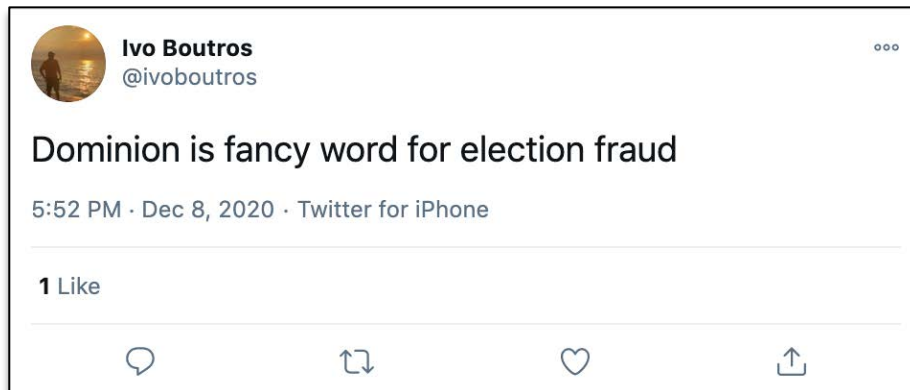 Ivo Boutros
@ivoboutros
Dominion is fancy word for election fraud
5:52 PM · Dec 8, 2020 · Twitter for iPhone
1 Like